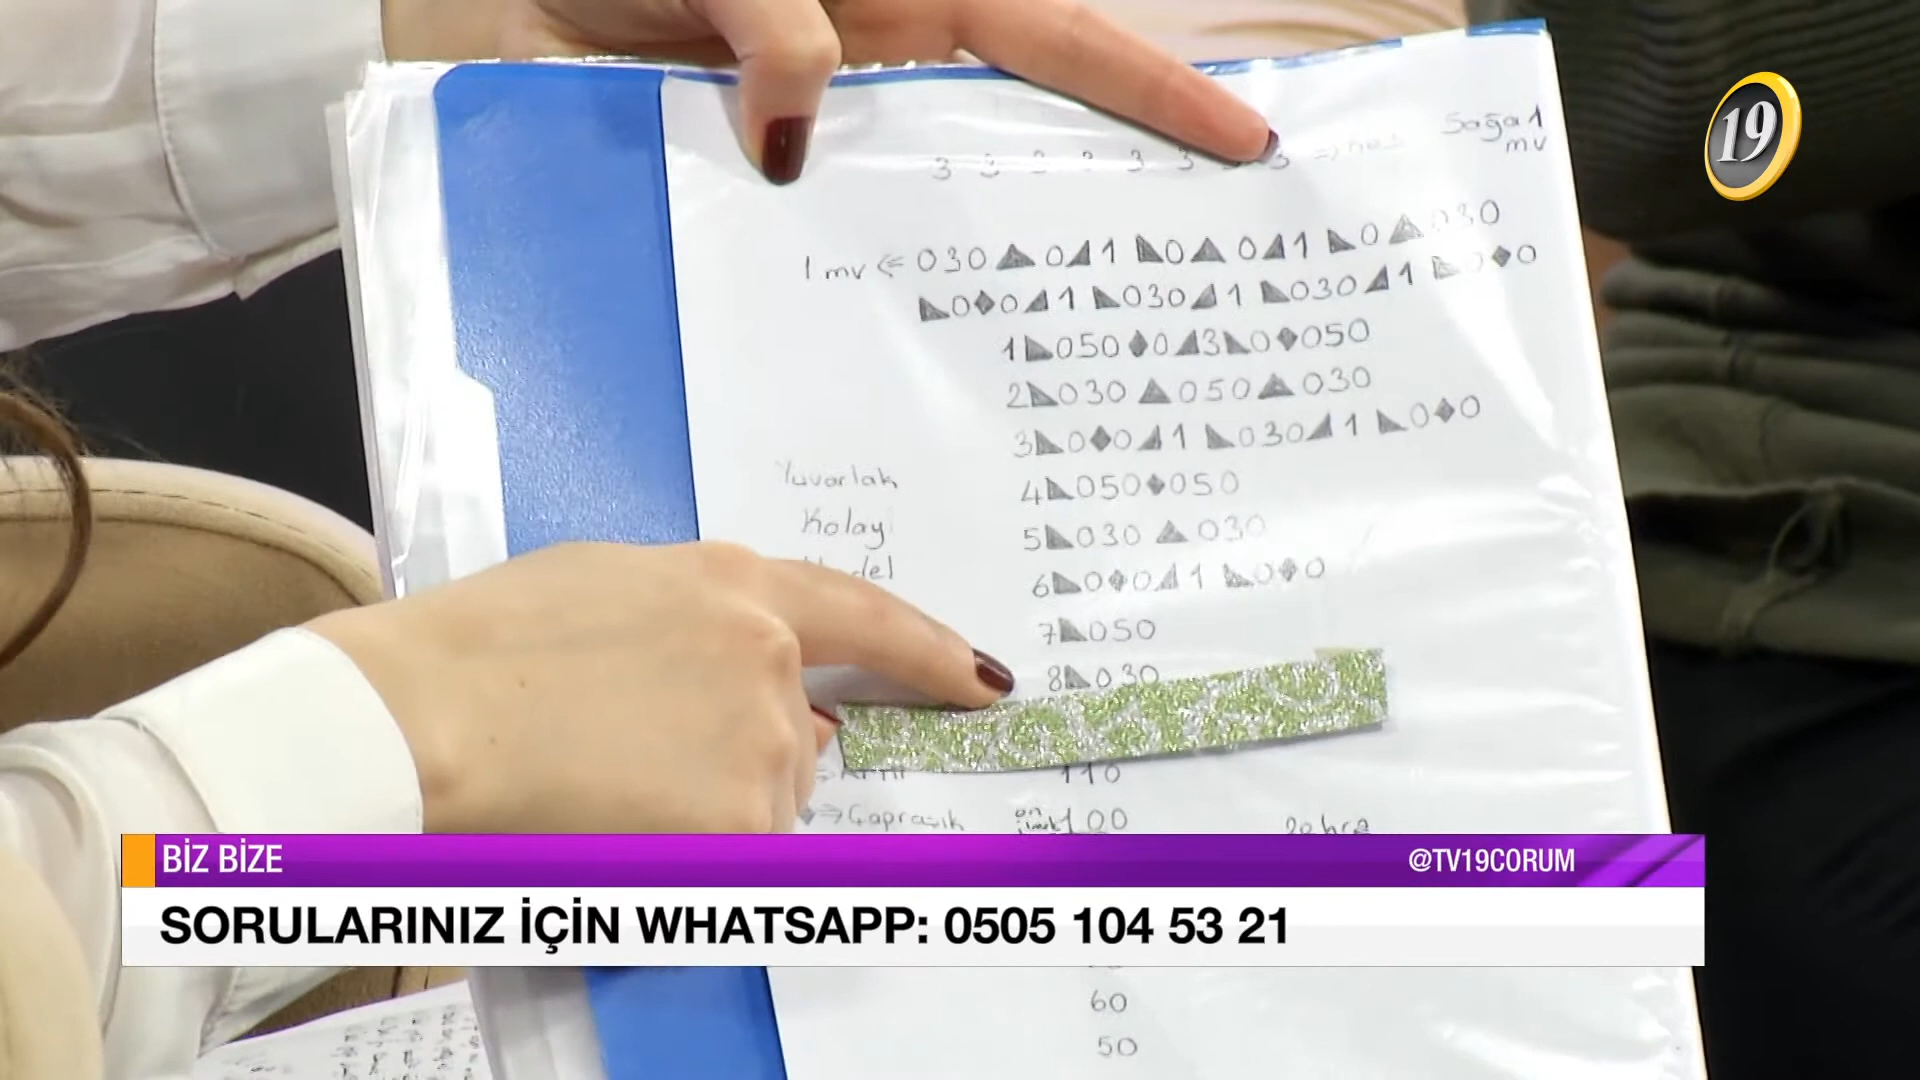 19
Sağa 1
mv
3 3 3 3 3 3 3 3 ⇒
1 mv ⇐ 030▲0◢1 ◣0▲ 0◢1 ◣0▲030
◣0◆0◢1 ◣030◢1 ◣030◢1 ◣0◆0
1◣050◆0◢3◣0◆050
2◣030▲050▲030
3◣0◆0◢1 ◣030◢1 ◣0◆0
Yuvarlak 4◣050◆050
Kolay 5◣030 ▲030
6◣0◆0◢1 ◣0◆0
7◣050
8◣030
110
◆⇒Çapraşık 100
BİZ BİZE @TV19CORUM
SORULARINIZ İÇİN WHATSAPP: 0505 104 53 21
60
50